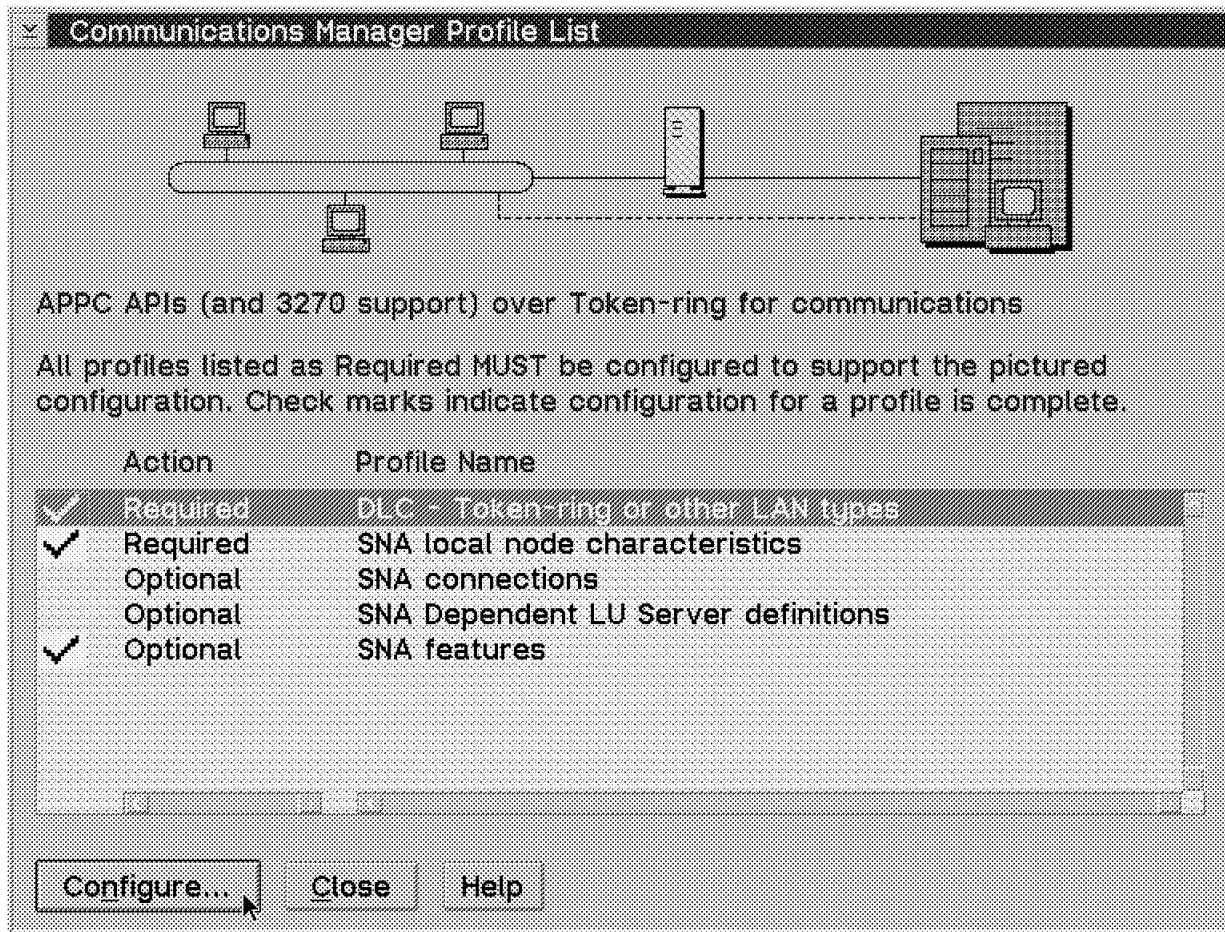 Communications Manager Profile List
APPC APIs (and 3270 support) over Token-ring for communications
All profiles listed as Required MUST be configured to support the pictured
configuration. Check marks indicate configuration for a profile is complete.
Action Profile Name
Required DLC - Token-ring or other LAN types
Required SNA local node characteristics
Optional SNA connections
Optional SNA Dependent LU Server definitions
Optional SNA features
Configure... Close Help